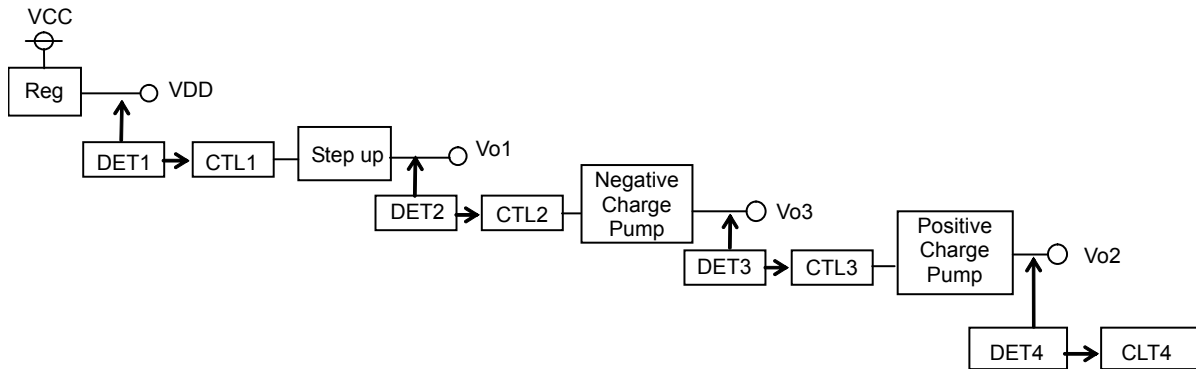 VCC
Reg
VDD
DET1
CTL1
Step up
Vo1
DET2
CTL2
Negative
Charge
Pump
Vo3
DET3
CTL3
Positive
Charge
Pump
Vo2
DET4
CLT4